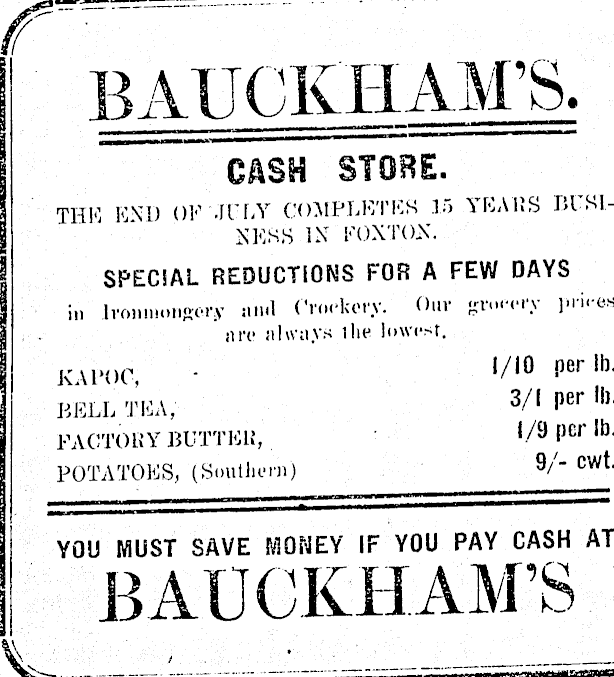 BAUCKHAM'S.
CASH STORE.
THE END OF JULY COMPLETES 15 YEARS BUSI-
NESS IN FOXTON.
SPECIAL REDUCTIONS FOR A FEW DAYS
in Ironmongery and Crockery. Our grocery prices
are always the lowest.
KAPOC, 1/10 per lb.
BELL TEA, 3/1 per lb.
FACTORY BUTTER, 1/9 per lb.
POTATOES, (Southern) 9/- cwt.
YOU MUST SAVE MONEY IF YOU PAY CASH AT
BAUCKHAM'S